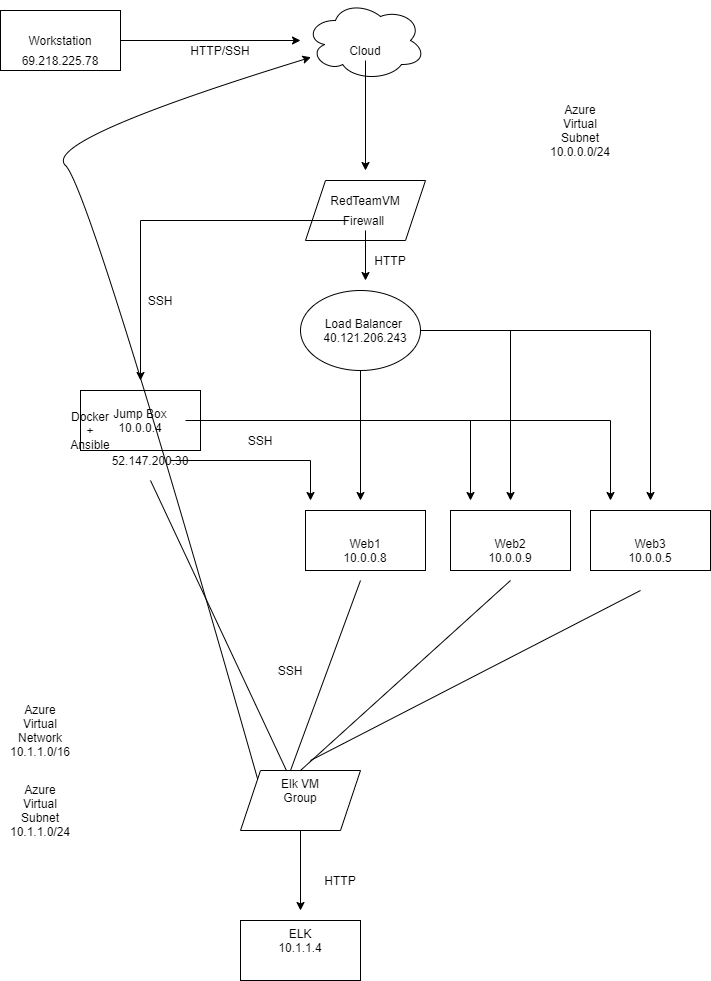 Workstation
69.218.225.78
HTTP/SSH
Cloud
Azure
Virtual
Subnet
10.0.0.0/24
RedTeamVM
Firewall
HTTP
SSH
Load Balancer
40.121.206.243
Docker
+
Ansible
Jump Box
10.0.0.4
52.147.200.30
SSH
Web1
10.0.0.8
Web2
10.0.0.9
Web3
10.0.0.5
SSH
Azure
Virtual
Network
10.1.1.0/16
Azure
Virtual
Subnet
10.1.1.0/24
Elk VM
Group
HTTP
ELK
10.1.1.4